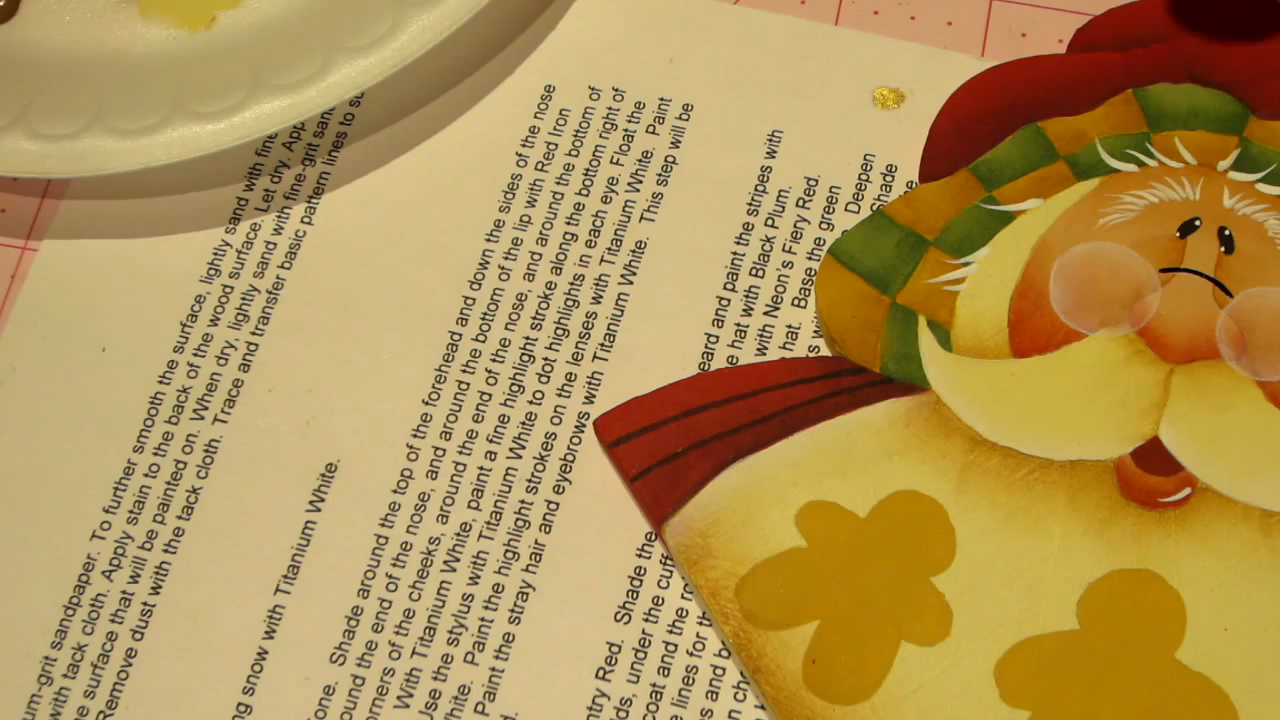 um-grit sandpaper. To further smooth the surface, lightly sand with fine
with tack cloth. Apply stain to the back of the wood surface. Let dry. App
e surface that will be painted on. When dry, lightly sand with fine-grit sand
Remove dust with the tack cloth. Trace and transfer basic pattern lines to su
ng snow with Titanium White.
one. Shade around the top of the forehead and down the sides of the nose
ound the end of the nose, and around the bottom of the lip with Red Iron
orners of the cheeks, around the end of the nose, and around the bottom of
With Titanium White, paint a fine highlight stroke along the bottom right of
Use the stylus with Titanium White to dot highlights in each eye. Float the
hite. Paint the highlight strokes on the lenses with Titanium White. Paint
Paint the stray hair and eyebrows with Titanium White. This step will be
d.
ntry Red. Shade the eard and paint the stripes with
lds, under the cuff e hat with Black Plum.
coat and the with Neon's Fiery Red.
e lines for hat. Base the green
s and Deepen
Shade